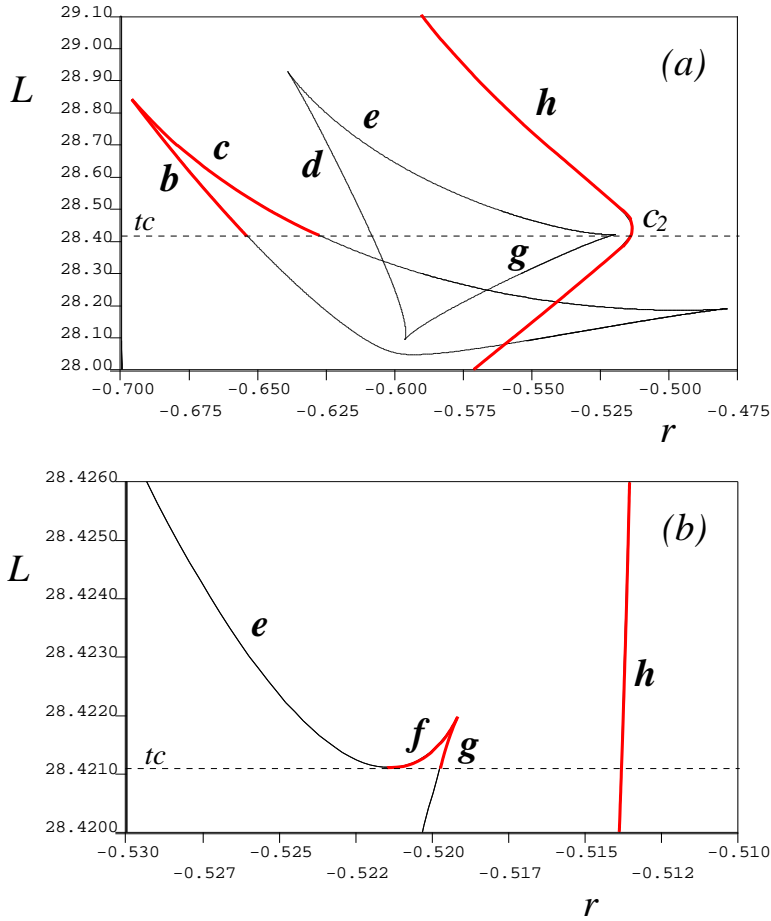 29.10
29.00
(a)
L
28.90
e
h
28.80
c
28.70
d
b
28.60
28.50
tc
c2
28.40
g
28.30
28.20
28.10
28.00
-0.700 -0.650 -0.600 -0.550 -0.500
-0.675 -0.625 -0.575 -0.525 -0.475
r
28.4260
(b)
28.4250
L
28.4240
e
28.4230
h
28.4220
f g
tc
28.4210
28.4200
-0.530 -0.525 -0.520 -0.515 -0.510
-0.527 -0.522 -0.517 -0.512
r